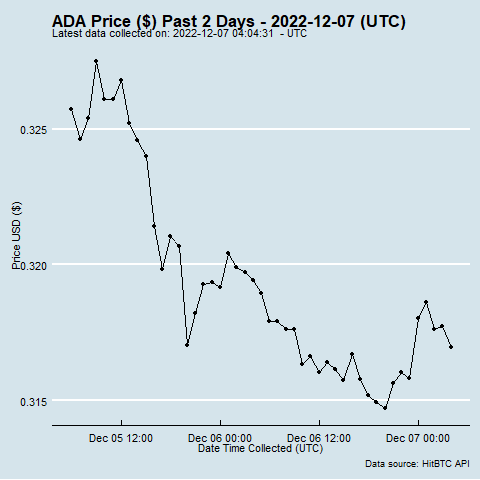 ADA Price ($) Past 2 Days - 2022-12-07 (UTC)
Latest data collected on: 2022-12-07 04:04:31  - UTC
0.325
0.320
0.315
Price USD ($)
Dec 05 12:00
Dec 06 00:00
Dec 06 12:00
Dec 07 00:00
Date Time Collected (UTC)
Data source: HitBTC API